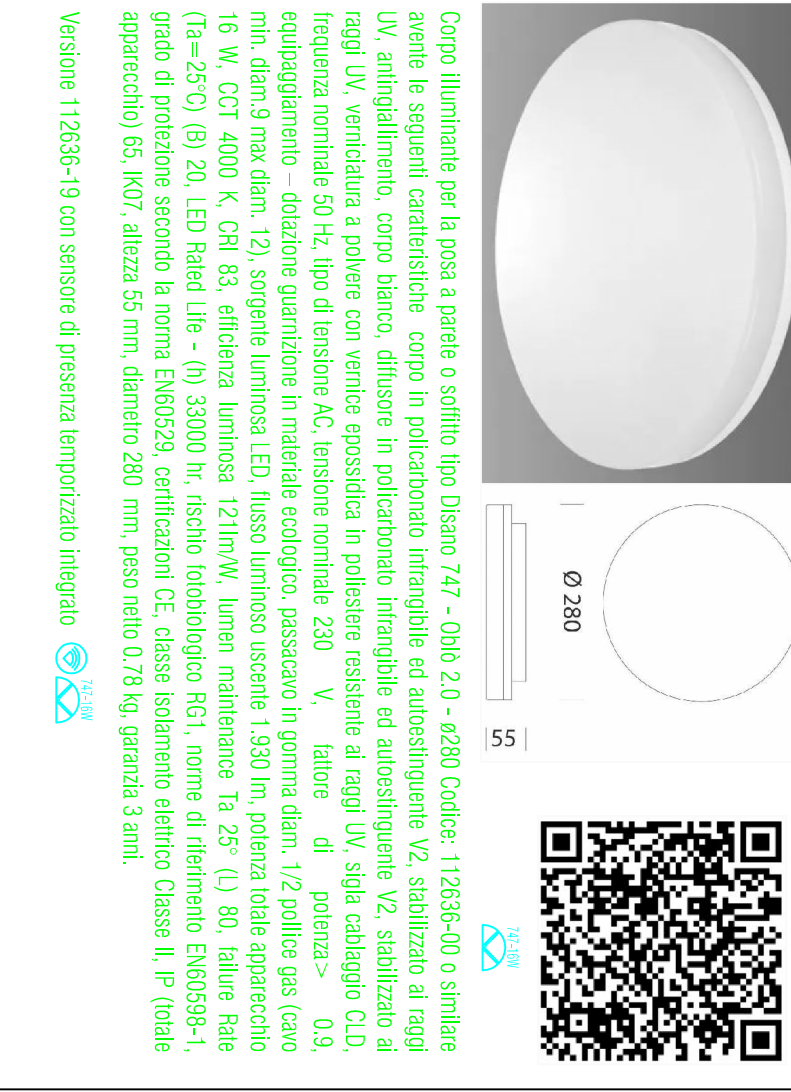 Ø 280
55
747-16W
Corpo illuminante per la posa a parete o soffitto tipo Disano 747 - Oblò 2.0 - ø280 Codice: 112636-00 o similare
avente le seguenti caratteristiche corpo in policarbonato infrangibile ed autoestinguente V2, stabilizzato ai raggi
UV, antingiallimento, corpo bianco, diffusore in policarbonato infrangibile ed autoestinguente V2, stabilizzato ai
raggi UV, verniciatura a polvere con vernice epossidica in poliestere resistente ai raggi UV, sigla cablaggio CLD,
frequenza nominale 50 Hz, tipo di tensione AC, tensione nominale 230 V, fattore di potenza> 0.9,
equipaggiamento – dotazione guarnizione in materiale ecologico, passacavo in gomma diam. 1/2 pollice gas (cavo
min. diam.9 max diam. 12), sorgente luminosa LED, flusso luminoso uscente 1.930 lm, potenza totale apparecchio
16 W, CCT 4000 K, CRI 83, efficienza luminosa 121lm/W, lumen maintenance Ta 25° (L) 80, failure Rate
(Ta=25°C) (B) 20, LED Rated Life - (h) 33000 hr, rischio fotobiologico RG1, norme di riferimento EN60598-1,
grado di protezione secondo la norma EN60529, certificazioni CE, classe isolamento elettrico Classe II, IP (totale
apparecchio) 65, IK07, altezza 55 mm, diametro 280 mm, peso netto 0.78 kg, garanzia 3 anni.
Versione 112636-19 con sensore di presenza temporizzato integrato
747-16W